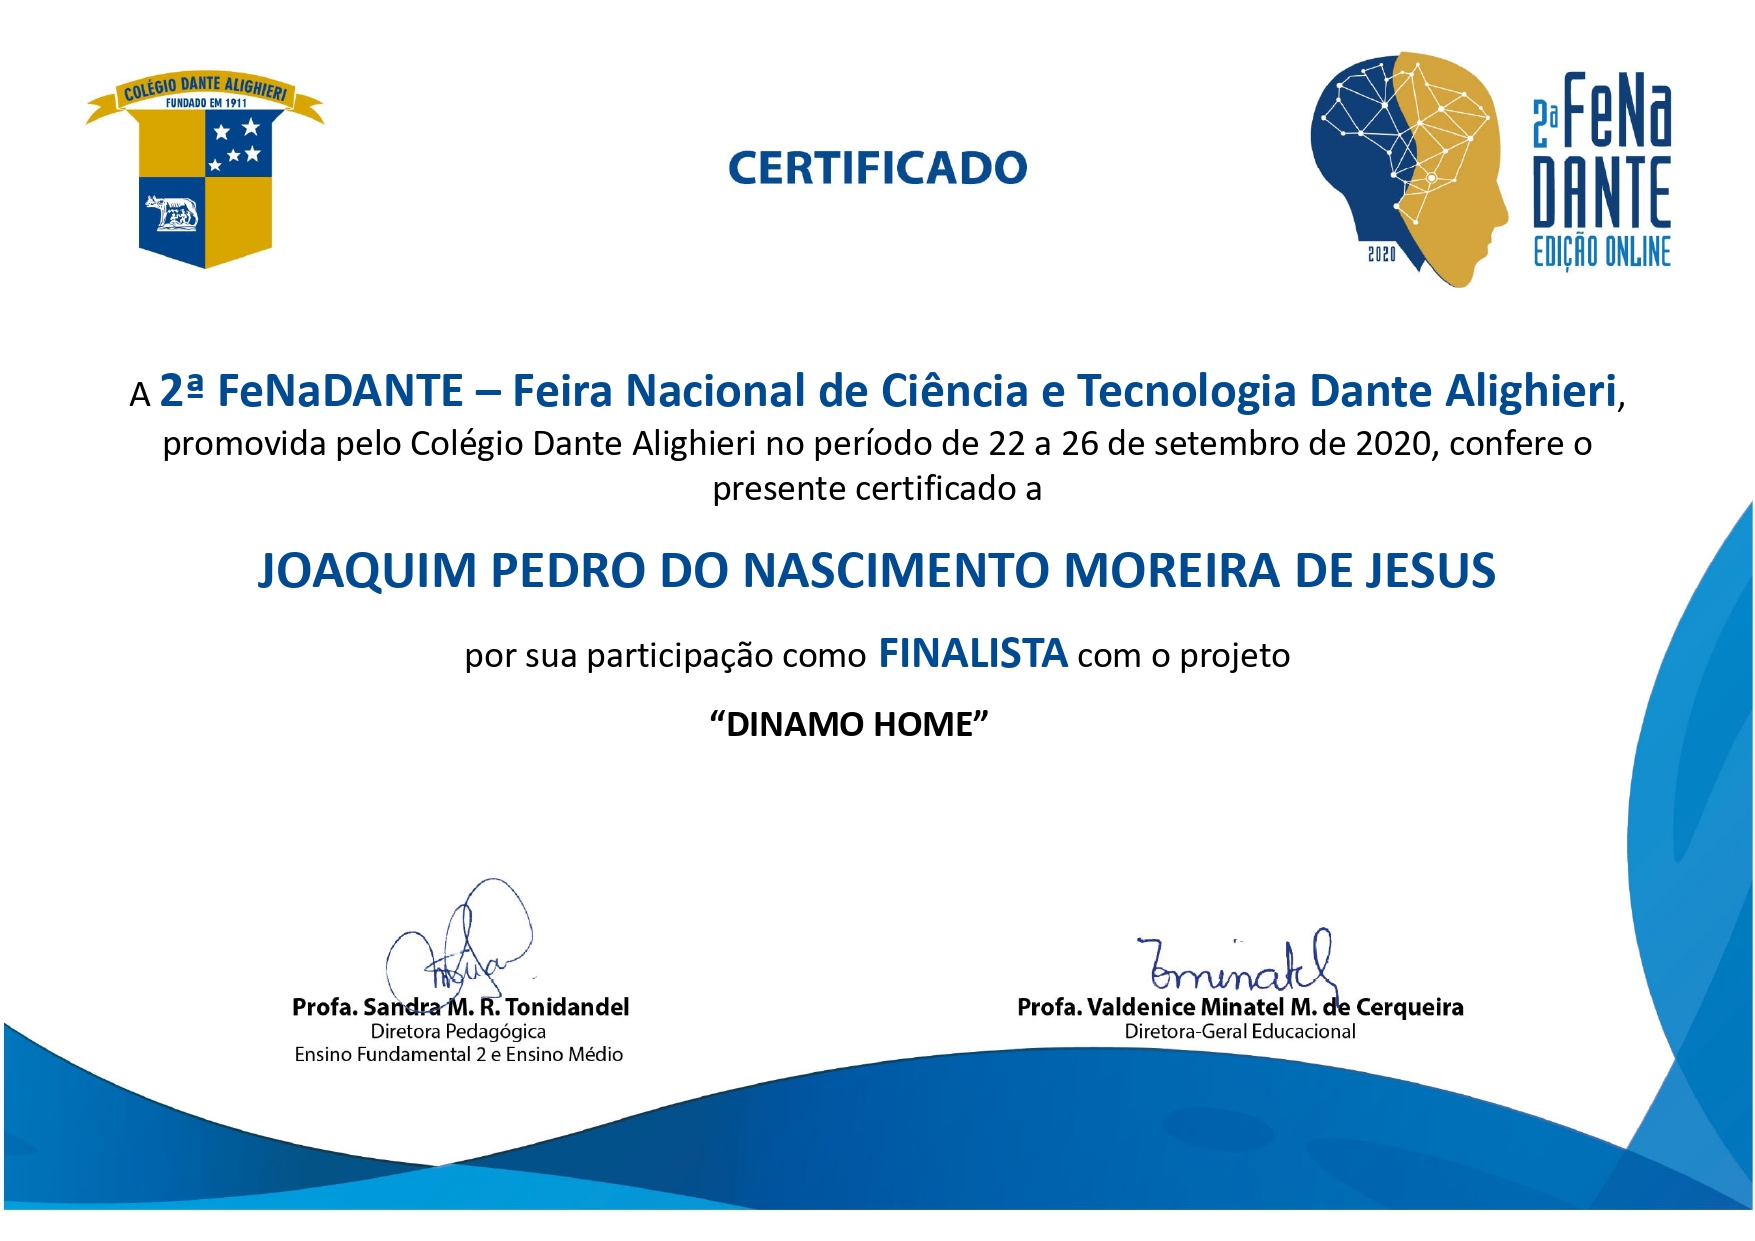 COLÉGIO DANTE ALIGHIERI
FUNDADO EM 1911
CERTIFICADO
2ª FeNa
DANTE
EDIÇÃO ONLINE
2020
A 2ª FeNaDANTE – Feira Nacional de Ciência e Tecnologia Dante Alighieri,
promovida pelo Colégio Dante Alighieri no período de 22 a 26 de setembro de 2020, confere o
presente certificado a
JOAQUIM PEDRO DO NASCIMENTO MOREIRA DE JESUS
por sua participação como FINALISTA com o projeto
“DINAMO HOME”
Profa. Sandra M. R. Tonidandel
Diretora Pedagógica
Ensino Fundamental 2 e Ensino Médio
Profa. Valdenice Minatel M. de Cerqueira
Diretora-Geral Educacional